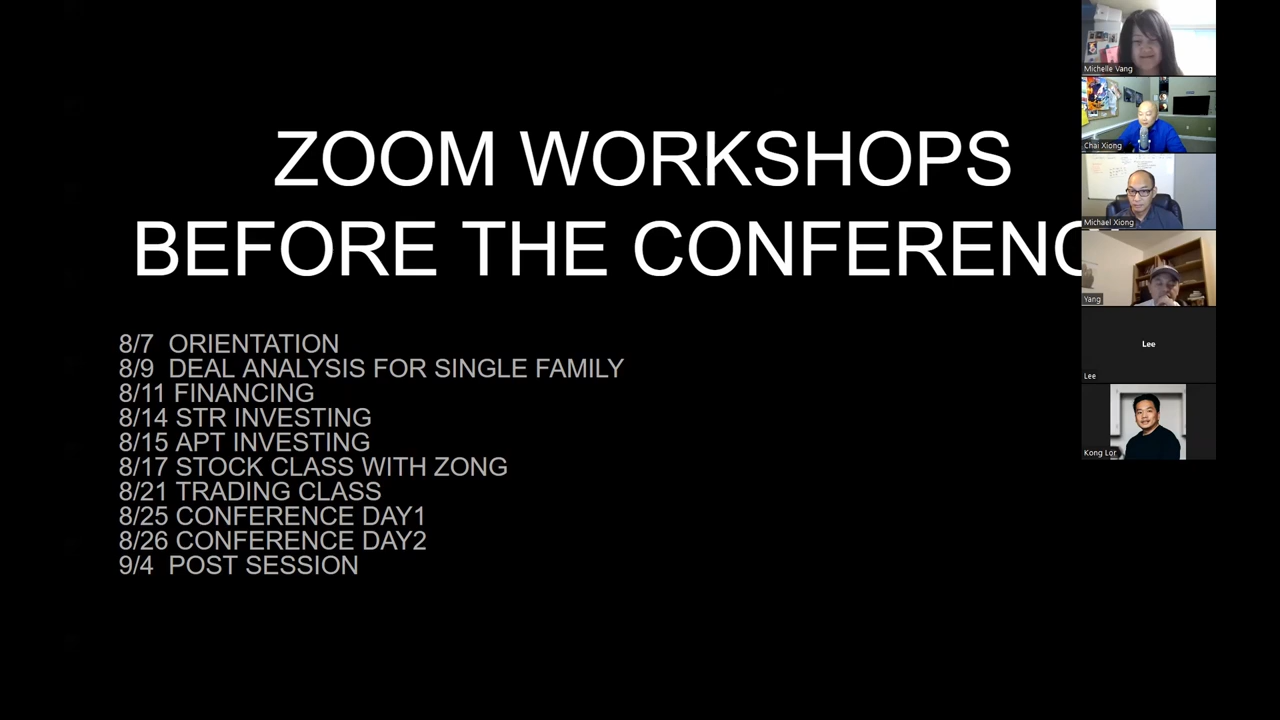 ZOOM WORKSHOPS
BEFORE THE CONFERENC
8/7 ORIENTATION
8/9 DEAL ANALYSIS FOR SINGLE FAMILY
8/11 FINANCING
8/14 STR INVESTING
8/15 APT INVESTING
8/17 STOCK CLASS WITH ZONG
8/21 TRADING CLASS
8/25 CONFERENCE DAY1
8/26 CONFERENCE DAY2
9/4 POST SESSION
Michelle Vang
Chai Xiong
Michael Xiong
Yang
Lee
Lee
Kong Lor